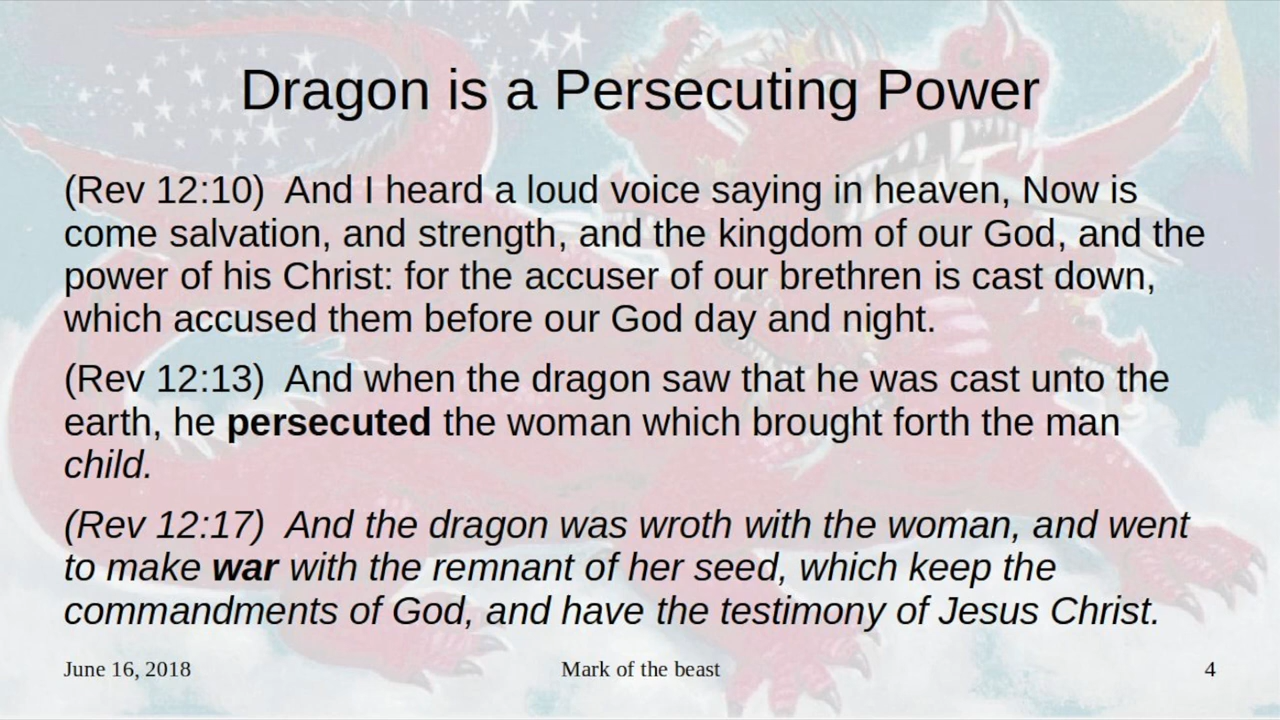 Dragon is a Persecuting Power
(Rev 12:10)  And I heard a loud voice saying in heaven, Now is
come salvation, and strength, and the kingdom of our God, and the
power of his Christ: for the accuser of our brethren is cast down,
which accused them before our God day and night.
(Rev 12:13)  And when the dragon saw that he was cast unto the
earth, he persecuted the woman which brought forth the man
child.
(Rev 12:17)  And the dragon was wroth with the woman, and went
to make war with the remnant of her seed, which keep the
commandments of God, and have the testimony of Jesus Christ.
June 16, 2018 Mark of the beast 4